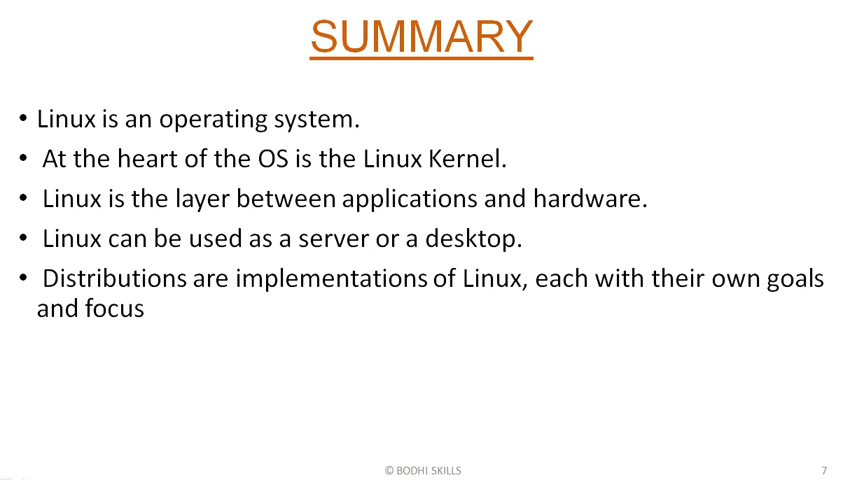 SUMMARY
• Linux is an operating system.
• At the heart of the OS is the Linux Kernel.
• Linux is the layer between applications and hardware.
• Linux can be used as a server or a desktop.
• Distributions are implementations of Linux, each with their own goals
and focus
© BODHI SKILLS
7